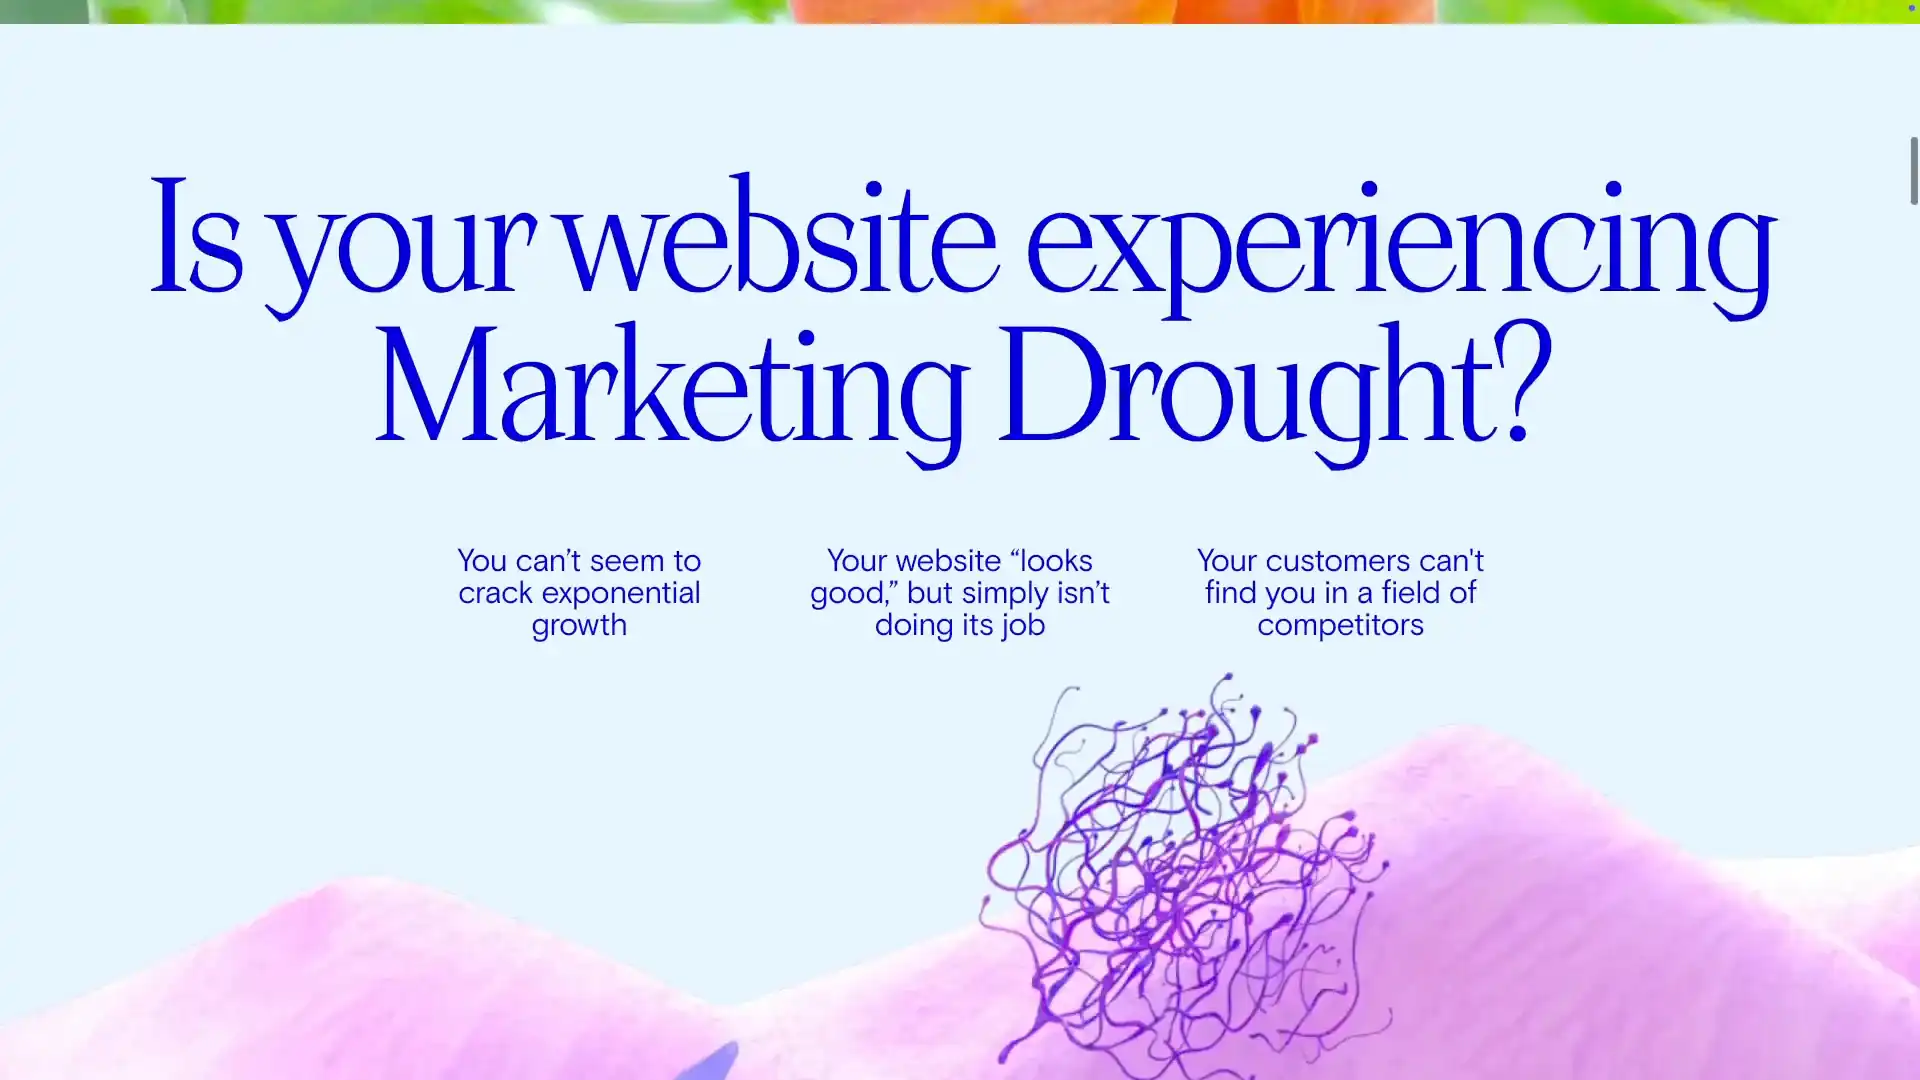 Is your website experiencing
Marketing Drought?
You can’t seem to
crack exponential
growth
Your website “looks
good,” but simply isn’t
doing its job
Your customers can't
find you in a field of
competitors